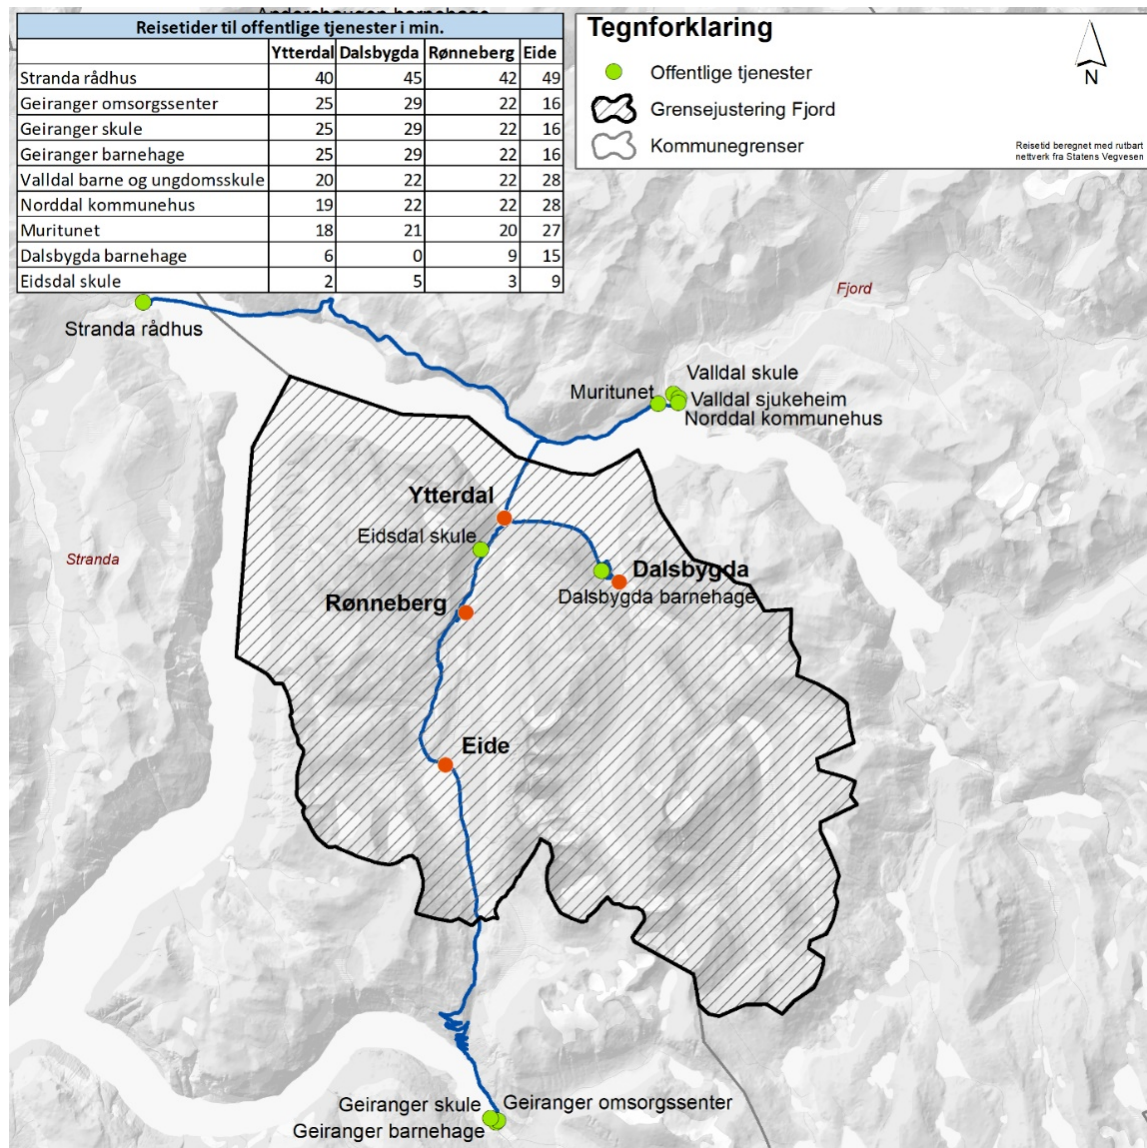 Andershaugen barnehage
Reisetider til offentlige tjenester i min.
Ytterdal Dalsbygda Rønneberg Eide
Stranda rådhus 40 45 42 49
Geiranger omsorgssenter 25 29 22 16
Geiranger skule 25 29 22 16
Geiranger barnehage 25 29 22 16
Valldal barne og ungdomsskule 20 22 22 28
Norddal kommunehus 19 22 22 28
Muritunet 18 21 20 27
Dalsbygda barnehage 6 0 9 15
Eidsdal skule 2 5 3 9
Tegnforklaring
Offentlige tjenester
Grensejustering Fjord
Kommunegrenser
N
Reisetid beregnet med rutbart
nettverk fra Statens Vegvesen
Fjord
Stranda rådhus
Valldal skule
Muritunet
Valldal sjukeheim
Norddal kommunehus
Ytterdal
Eidsdal skule
Stranda
Dalsbygda
Dalsbygda barnehage
Rønneberg
Eide
Geiranger skule
Geiranger omsorgssenter
Geiranger barnehage